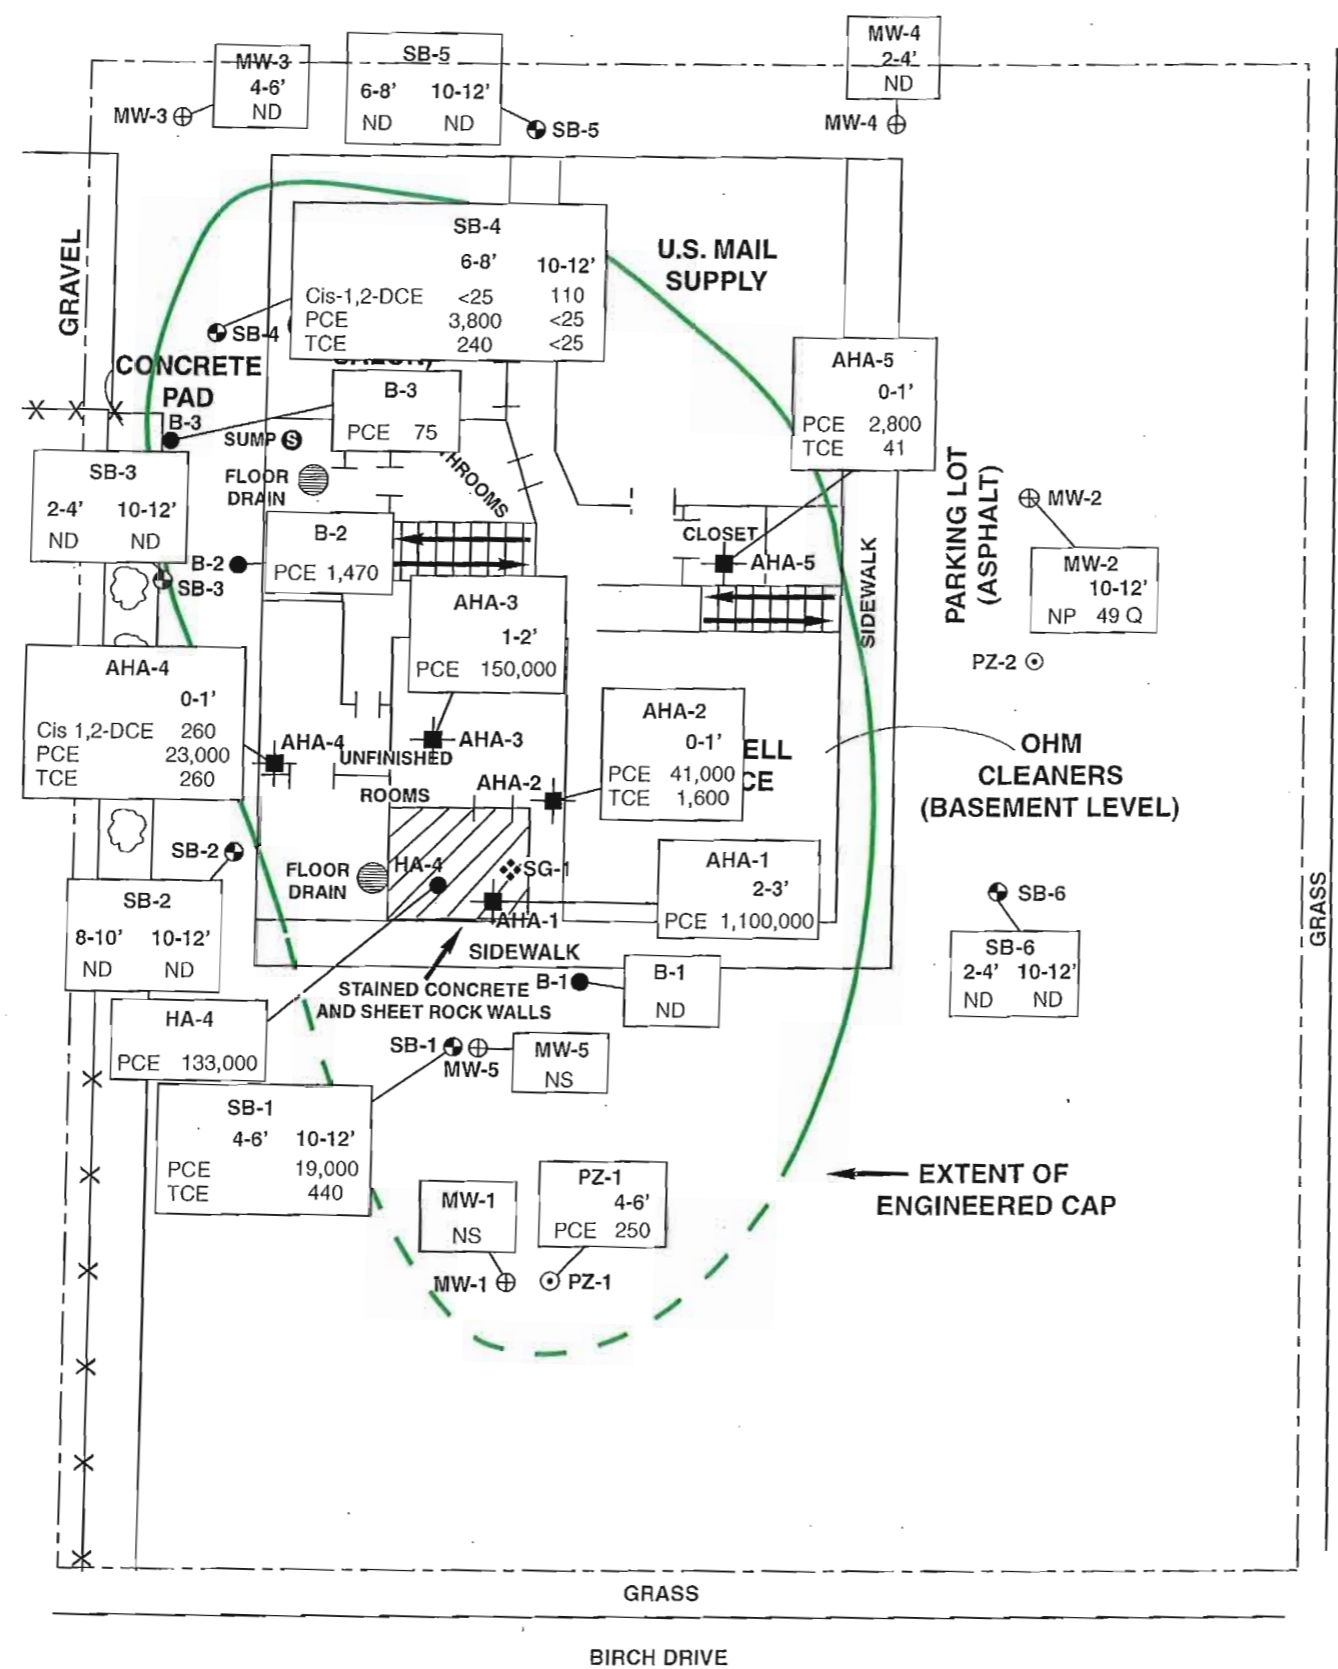 MW-3
4-6'
ND
MW-3
SB-5
6-8' 10-12'
ND ND
SB-5
MW-4
2-4'
ND
MW-4
GRAVEL
SB-4
6-8' 10-12'
Cis-1,2-DCE <25 110
PCE 3,800 <25
TCE 240 <25
SB-4
U.S. MAIL
SUPPLY
CONCRETE
PAD
B-3
B-3
PCE 75
SUMP S
FLOOR
DRAIN
AHA-5
0-1'
PCE 2,800
TCE 41
SB-3
2-4' 10-12'
ND ND
SB-3
B-2
B-2
PCE 1,470
CLOSET
AHA-5
SIDEWALK
PARKING LOT
(ASPHALT)
MW-2
MW-2
10-12'
NP 49 Q
PZ-2
AHA-3
1-2'
PCE 150,000
AHA-3
AHA-4
0-1'
Cis 1,2-DCE 260
PCE 23,000
TCE 260
AHA-4
UNFINISHED
ROOMS
AHA-2
AHA-2
0-1'
PCE 41,000
TCE 1,600
OHM
CLEANERS
(BASEMENT LEVEL)
SB-2
SB-2
8-10' 10-12'
ND ND
FLOOR
DRAIN
HA-4
SG-1
AHA-1
AHA-1
2-3'
PCE 1,100,000
SIDEWALK
SB-6
SB-6
2-4' 10-12'
ND ND
GRASS
STAINED CONCRETE
AND SHEET ROCK WALLS
B-1
B-1
ND
HA-4
PCE 133,000
SB-1
MW-5
MW-5
NS
SB-1
4-6' 10-12'
PCE 19,000
TCE 440
MW-1
NS
MW-1
PZ-1
4-6'
PCE 250
PZ-1
EXTENT OF
ENGINEERED CAP
GRASS
BIRCH DRIVE